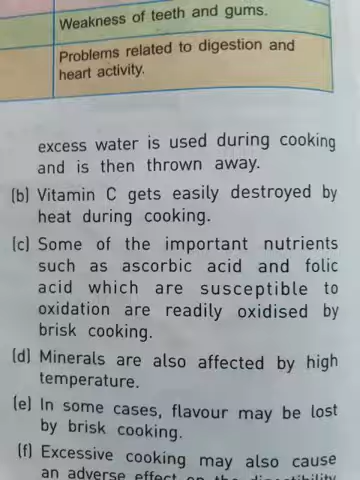 Weakness of teeth and gums.
Problems related to digestion and
heart activity.
excess water is used during cooking
and is then thrown away.
(b) Vitamin C gets easily destroyed by
heat during cooking.
(c) Some of the important nutrients
such as ascorbic acid and folic
acid which are susceptible to
oxidation are readily oxidised by
brisk cooking.
(d) Minerals are also affected by high
temperature.
(e) In some cases, flavour may be lost
by brisk cooking.
(f) Excessive cooking may also cause
an adverse effect on the digestibility